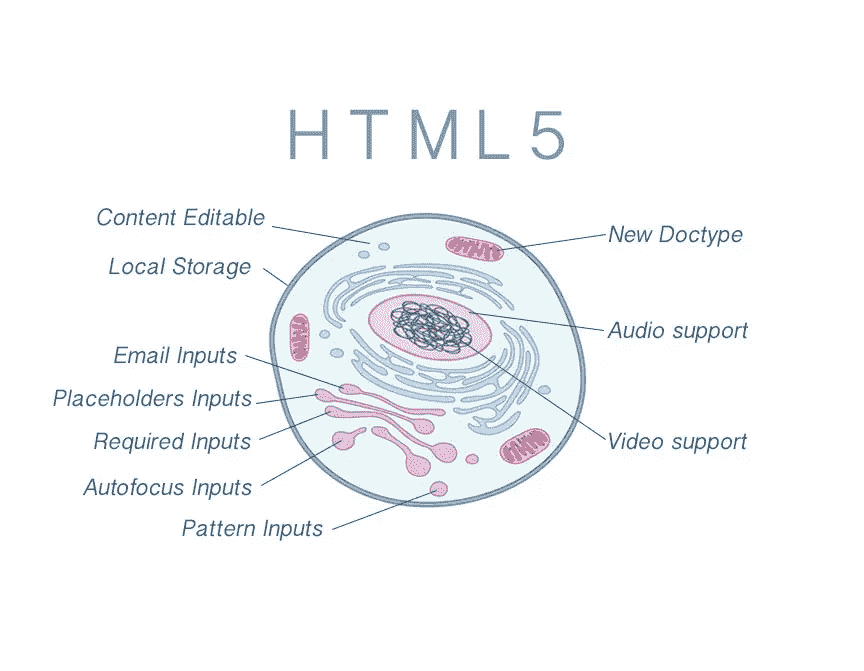 HTML5
Content Editable
New Doctype
Local Storage
Audio support
Email Inputs
Placeholders Inputs
Required Inputs
Video support
Autofocus Inputs
Pattern Inputs